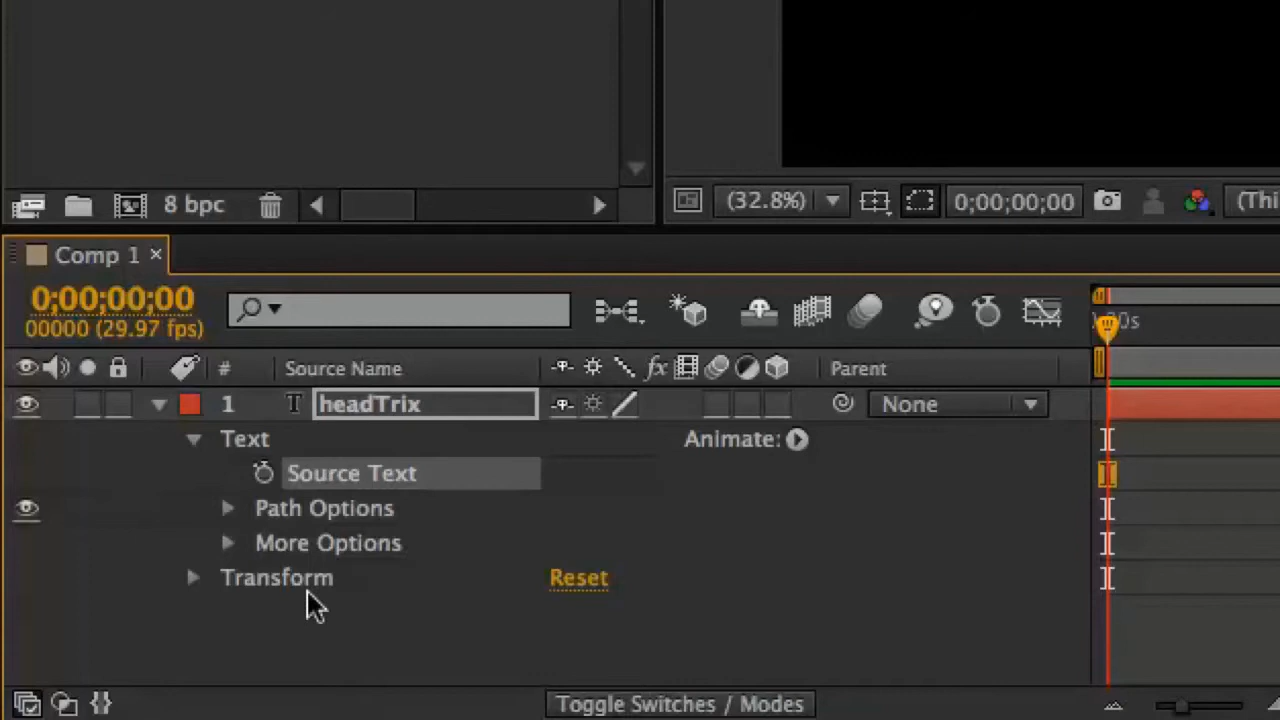 8 bpc
(32.8%)
0;00;00;00
(Thi
Comp 1 ×
0;00;00;00
00000 (29.97 fps)
# Source Name fx Parent
1 T headTrix None
Text Animate:
Source Text
Path Options
More Options
Transform Reset
Toggle Switches / Modes